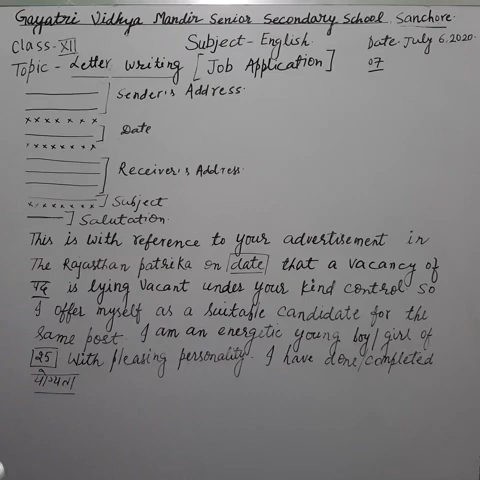 Gayatri Vidhya Mandir Senior Secondary School Sanchore.
Class - XII Subject - English Date - July 6, 2020.
Topic - Letter writing [Job Application] 07
Sender's Address.
x x x x x x x
Date
x x x x x x x
Receiver's Address.
Subject
Salutation.
This is with reference to your advertisement in
The Rajasthan patrika on date that a vacancy of
पद is lying vacant under your kind control so
I offer myself as a suitable candidate for the
same post. I am an energetic young boy/girl of
25 with pleasing personality. I have done/completed
योग्यता